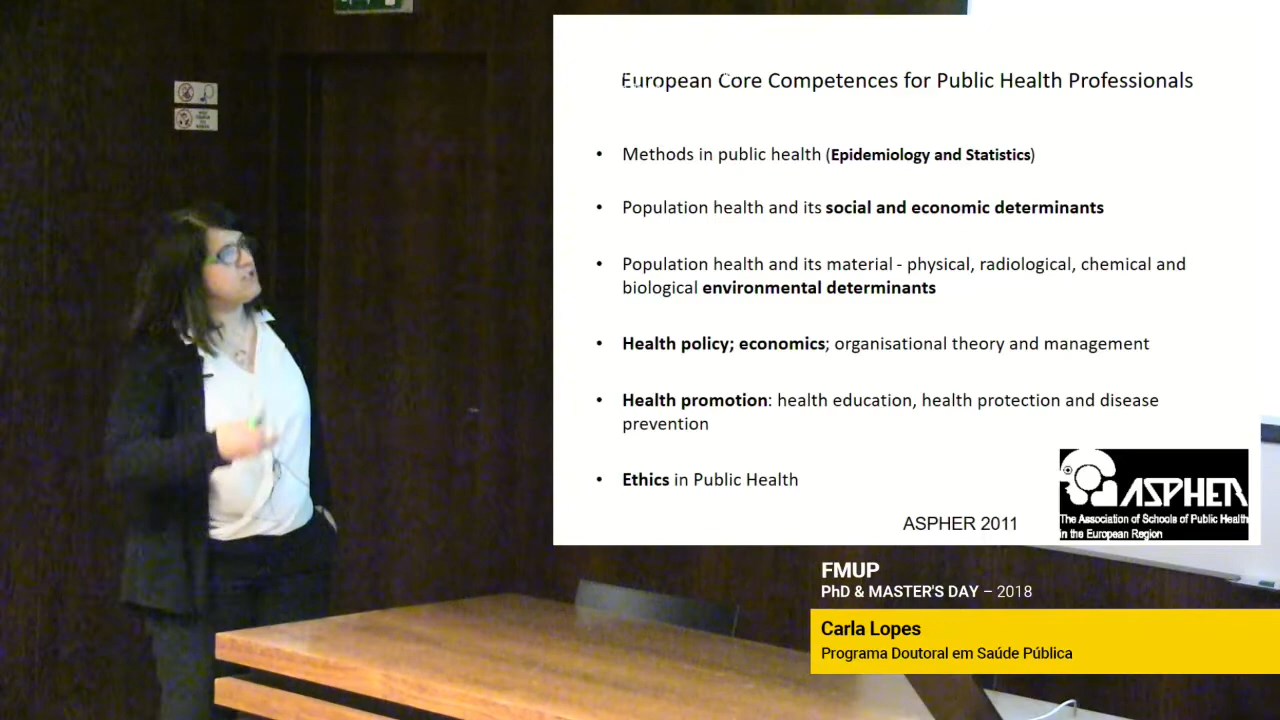 European Core Competences for Public Health Professionals
• Methods in public health (Epidemiology and Statistics)
• Population health and its social and economic determinants
• Population health and its material - physical, radiological, chemical and
biological environmental determinants
• Health policy; economics; organisational theory and management
• Health promotion: health education, health protection and disease
prevention
• Ethics in Public Health
ASPHER 2011
ASPHER
The Association of Schools of Public Health
in the European Region
FMUP
PhD & MASTER'S DAY – 2018
Carla Lopes
Programa Doutoral em Saúde Pública